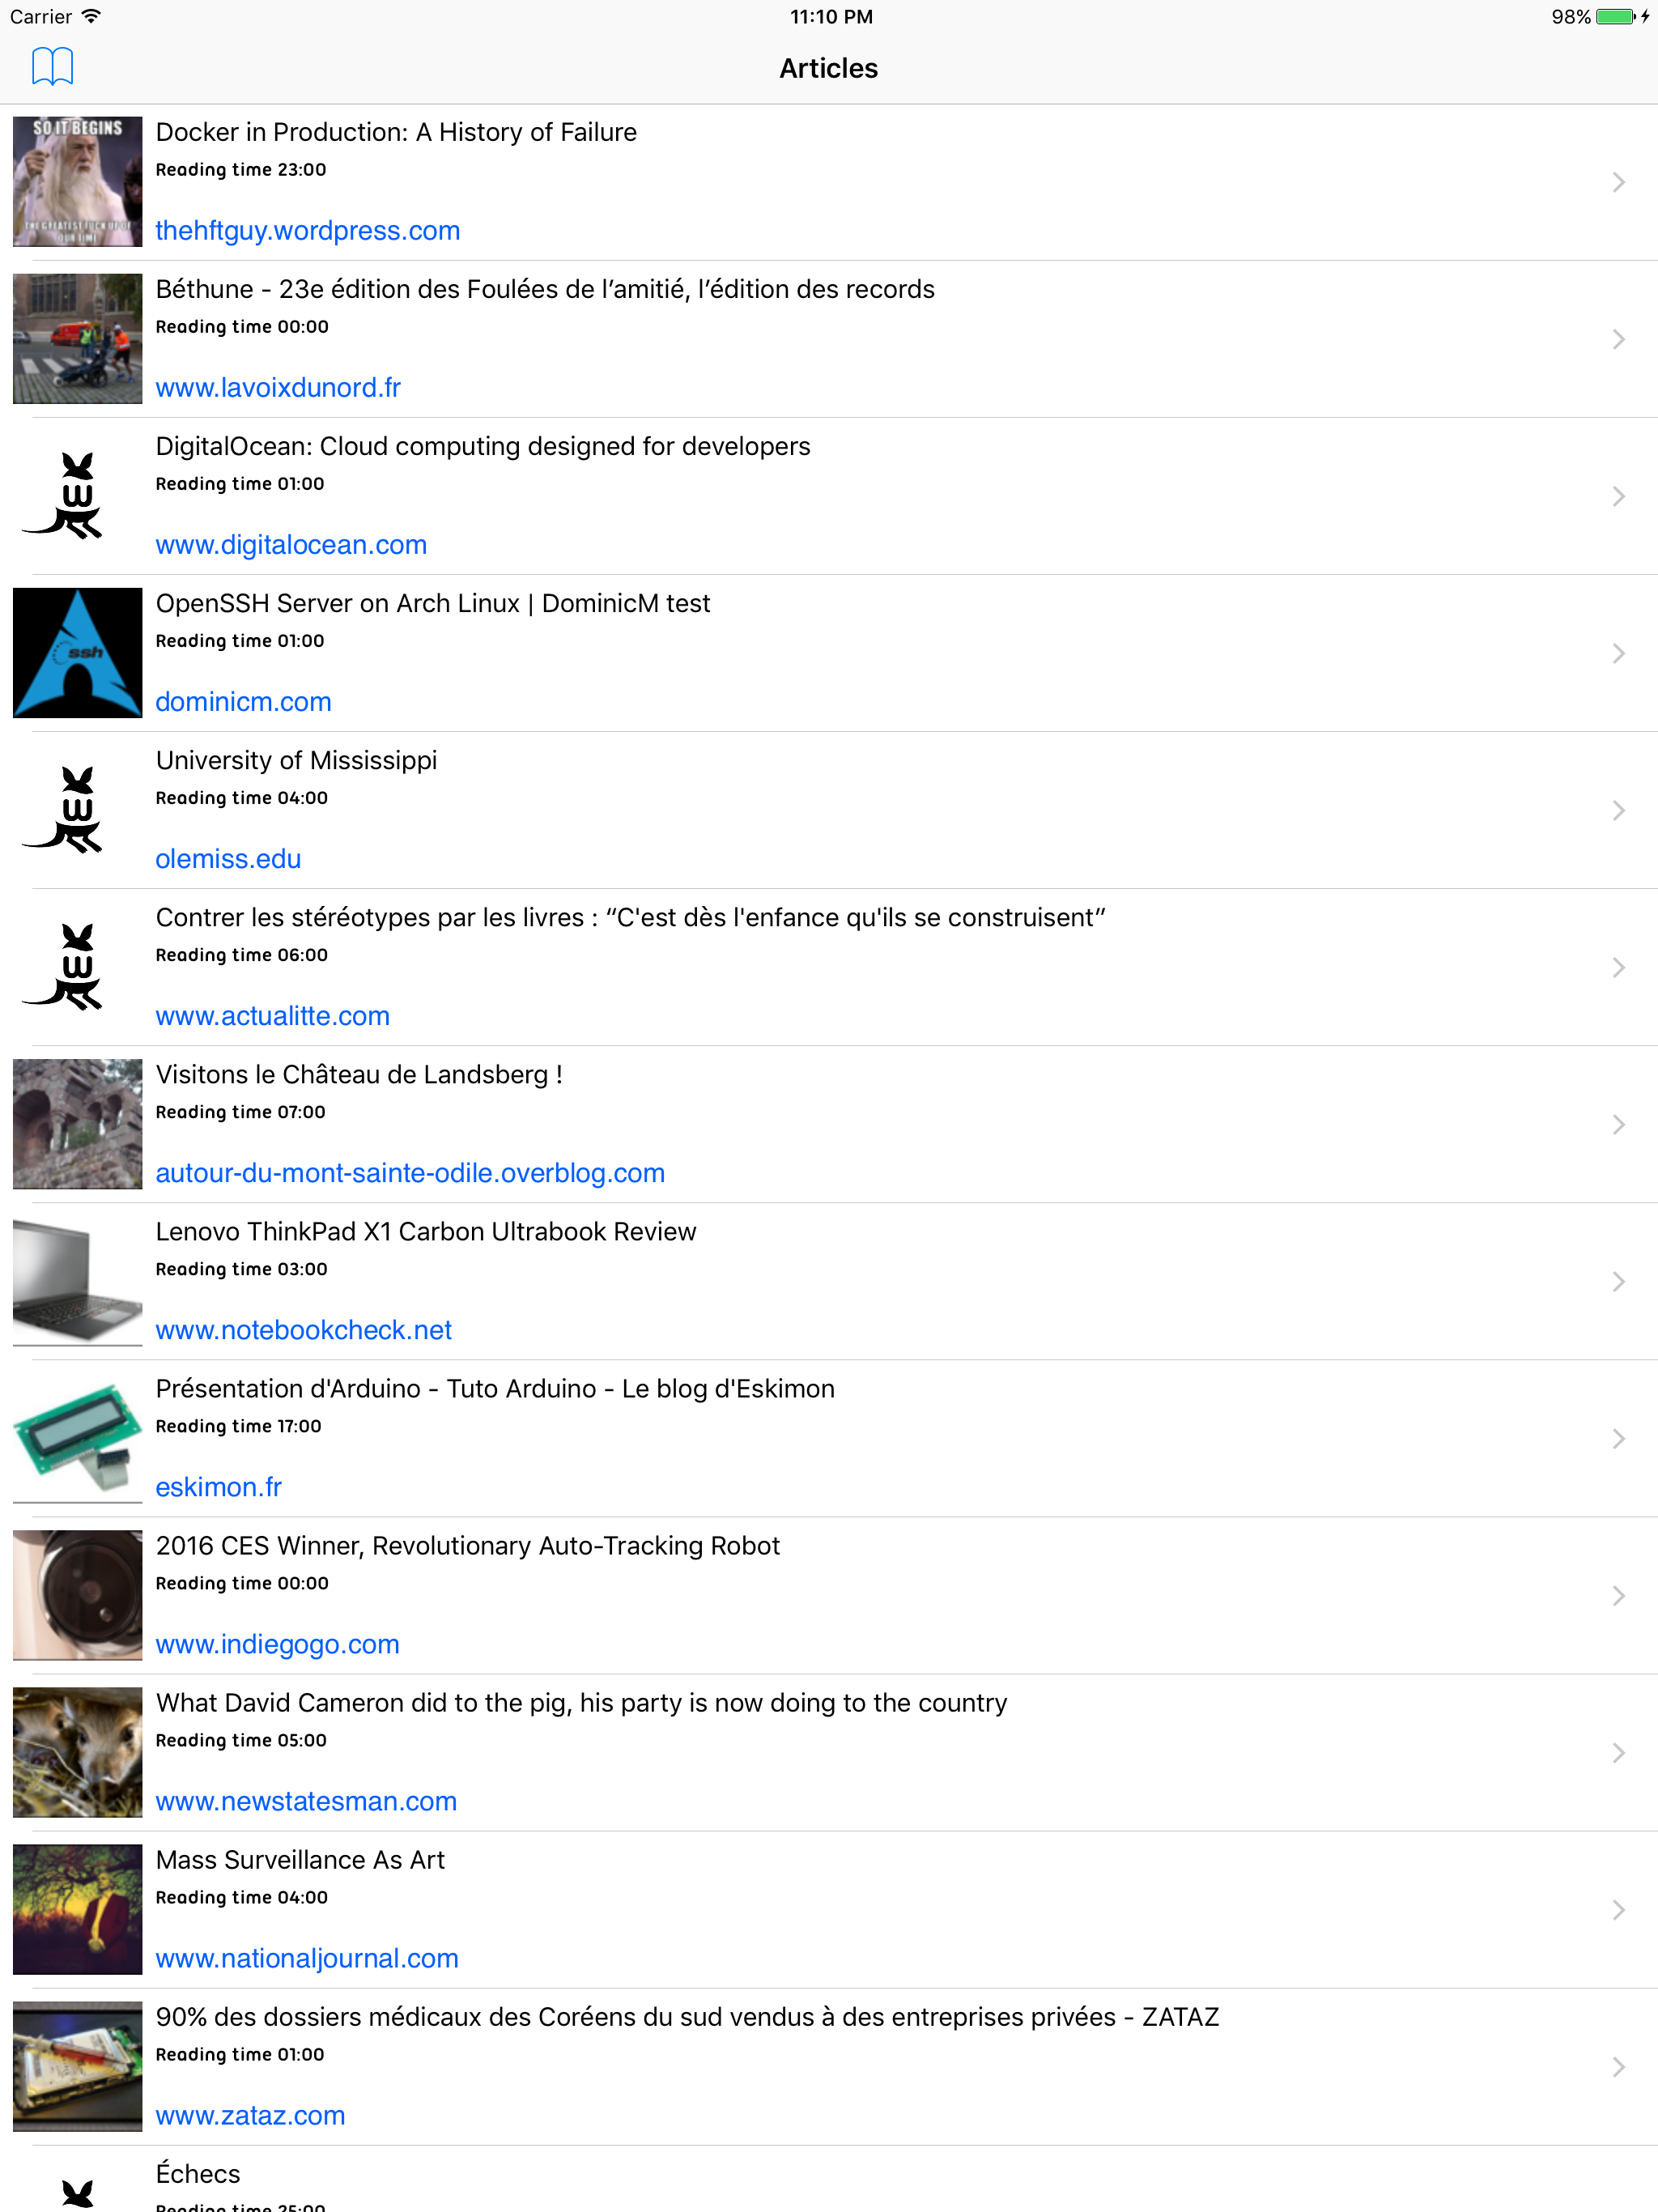 Carrier 11:10 PM 98%
Articles
SO IT BEGINS
THE GREATEST FUCK UP OF
OUR TIME
Docker in Production: A History of Failure
Reading time 23:00
thehftguy.wordpress.com
Béthune - 23e édition des Foulées de l’amitié, l’édition des records
Reading time 00:00
www.lavoixdunord.fr
w
DigitalOcean: Cloud computing designed for developers
Reading time 01:00
www.digitalocean.com
ssh
OpenSSH Server on Arch Linux | DominicM test
Reading time 01:00
dominicm.com
w
University of Mississippi
Reading time 04:00
olemiss.edu
w
Contrer les stéréotypes par les livres : “C'est dès l'enfance qu'ils se construisent”
Reading time 06:00
www.actualitte.com
Visitons le Château de Landsberg !
Reading time 07:00
autour-du-mont-sainte-odile.overblog.com
Lenovo ThinkPad X1 Carbon Ultrabook Review
Reading time 03:00
www.notebookcheck.net
Présentation d'Arduino - Tuto Arduino - Le blog d'Eskimon
Reading time 17:00
eskimon.fr
2016 CES Winner, Revolutionary Auto-Tracking Robot
Reading time 00:00
www.indiegogo.com
What David Cameron did to the pig, his party is now doing to the country
Reading time 05:00
www.newstatesman.com
Mass Surveillance As Art
Reading time 04:00
www.nationaljournal.com
90% des dossiers médicaux des Coréens du sud vendus à des entreprises privées - ZATAZ
Reading time 01:00
www.zataz.com
Échecs
Reading time 25:00